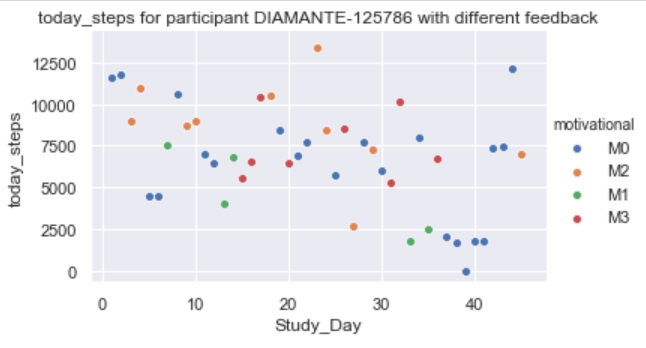 today_steps for participant DIAMANTE-125786 with different feedback
12500
10000
7500
5000
2500
0
today_steps
0 10 20 30 40
Study_Day
motivational
M0
M2
M1
M3